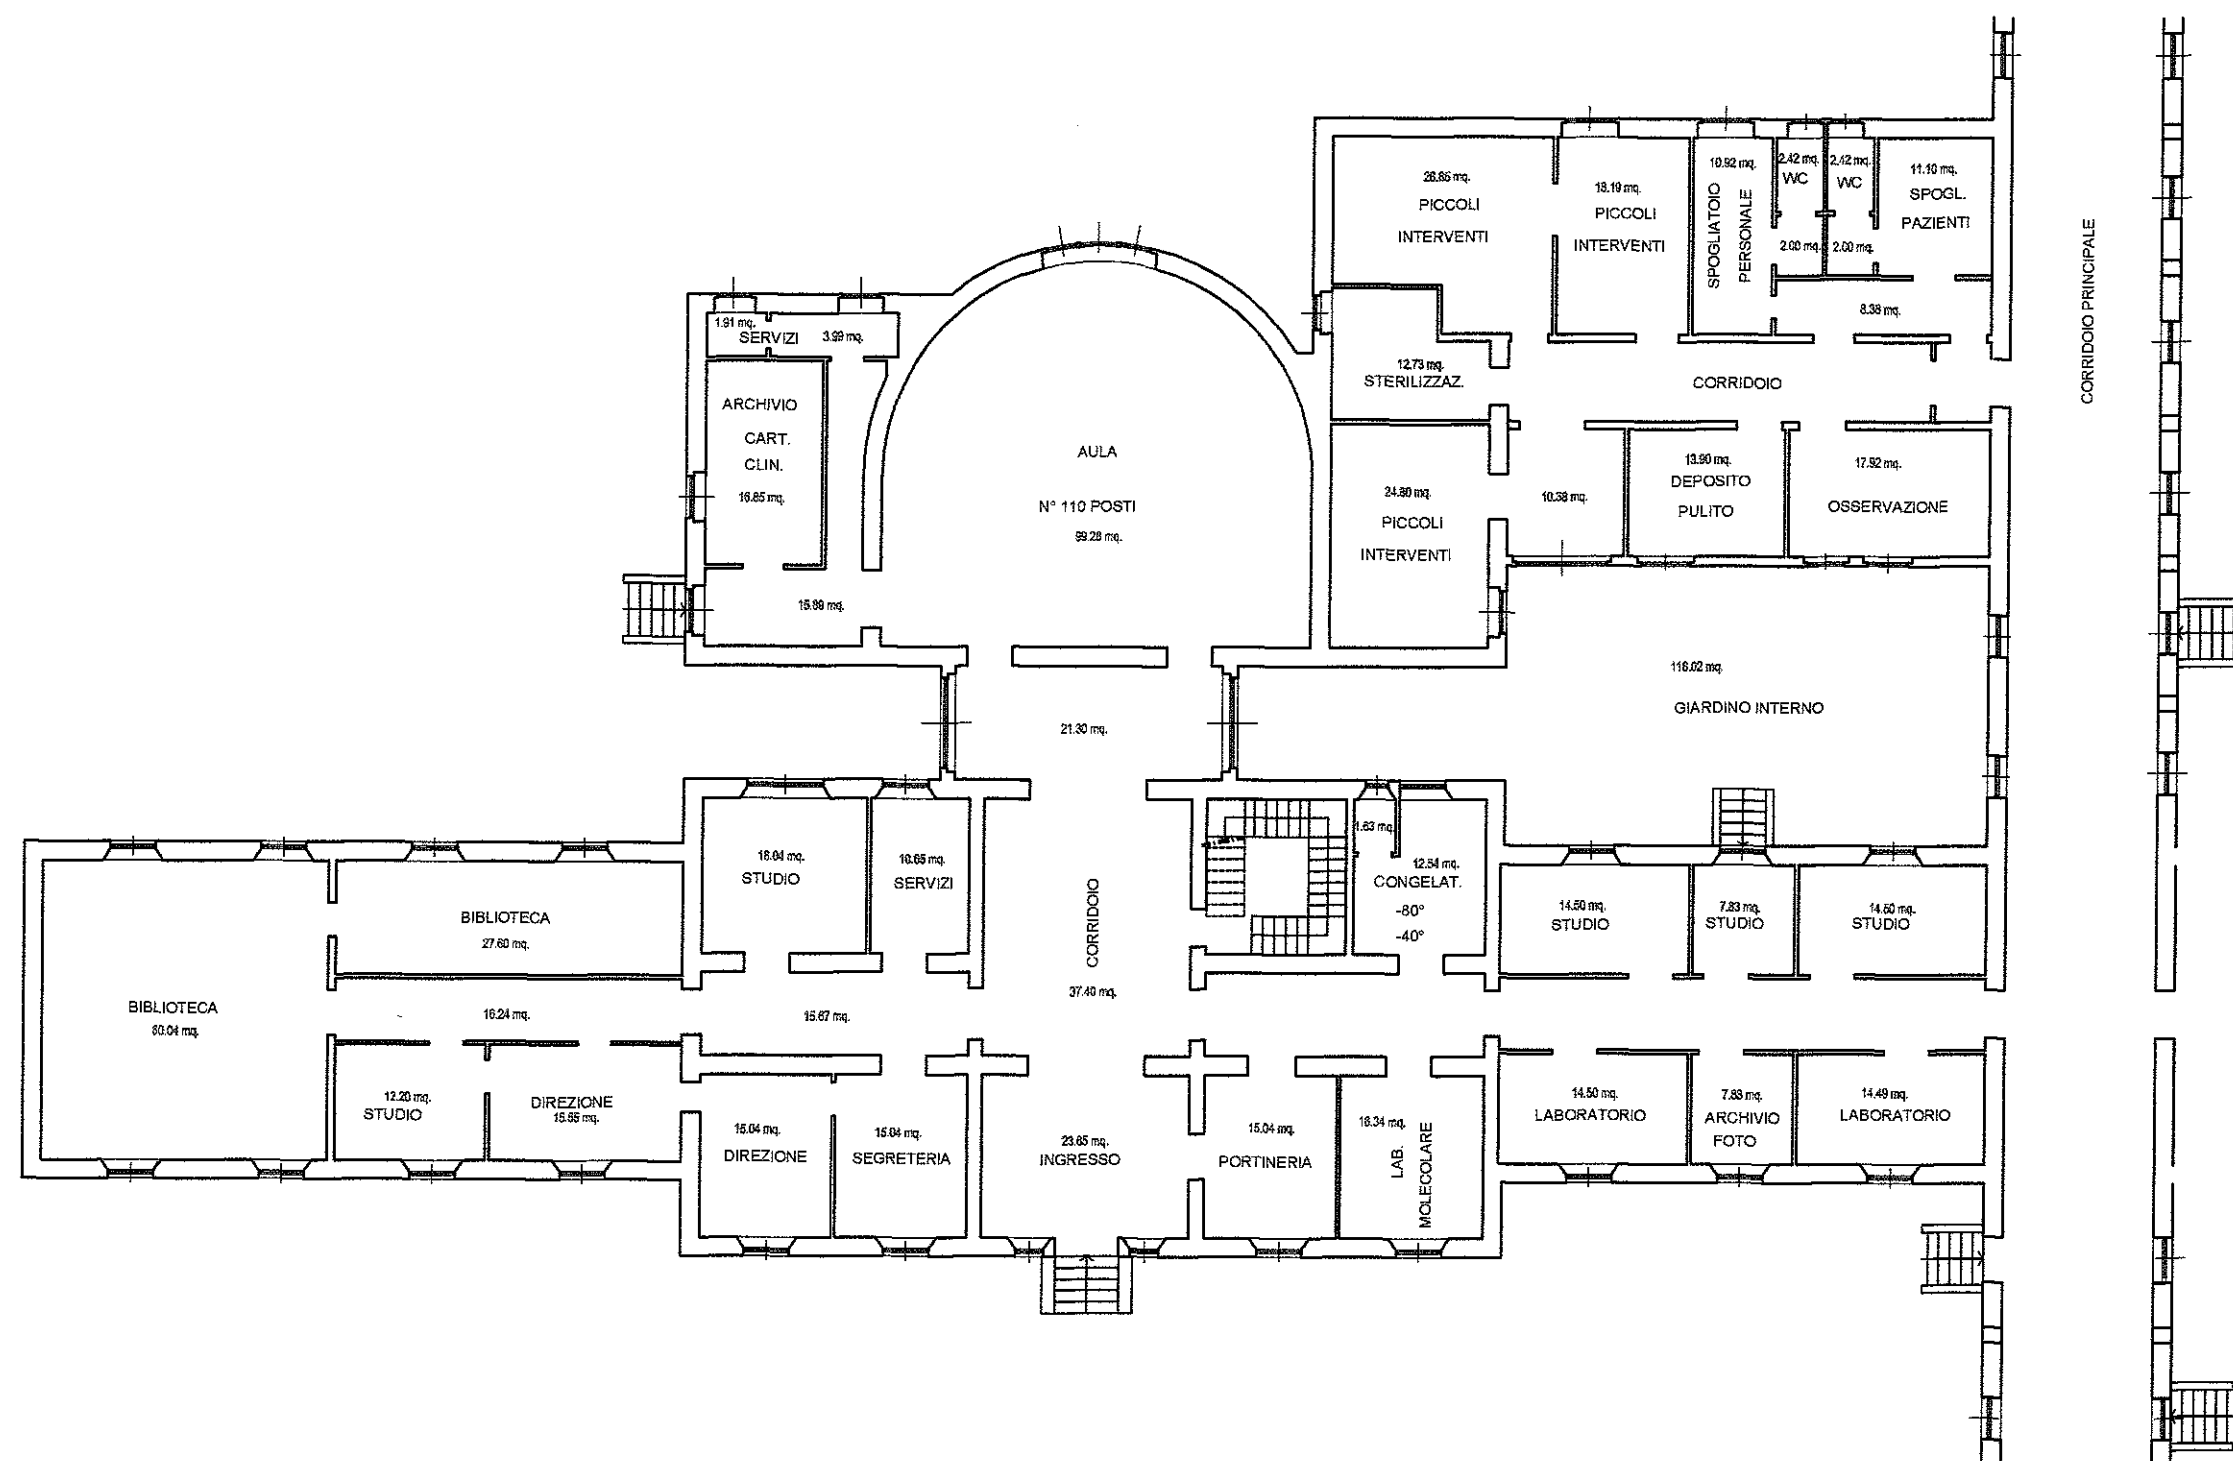 26.65 mq.
PICCOLI
INTERVENTI
18.19 mq.
PICCOLI
INTERVENTI
10.92 mq.
SPOGLIATOIO
PERSONALE
2.42 mq.
WC
2.42 mq.
WC
2.00 mq.
2.00 mq.
11.10 mq.
SPOGL.
PAZIENTI
8.38 mq.
CORRIDOIO PRINCIPALE
1.91 mq.
SERVIZI
3.99 mq.
12.73 mq.
STERILIZZAZ.
CORRIDOIO
ARCHIVIO
CART.
CLIN.
16.85 mq.
AULA
N° 110 POSTI
99.28 mq.
24.80 mq.
PICCOLI
INTERVENTI
10.38 mq.
13.90 mq.
DEPOSITO
PULITO
17.92 mq.
OSSERVAZIONE
15.89 mq.
21.30 mq.
116.02 mq.
GIARDINO INTERNO
18.04 mq.
STUDIO
10.65 mq.
SERVIZI
CORRIDOIO
37.40 mq.
1.63 mq.
12.54 mq.
CONGELAT.
-80°
-40°
14.50 mq.
STUDIO
7.83 mq.
STUDIO
14.50 mq.
STUDIO
BIBLIOTECA
27.60 mq.
BIBLIOTECA
60.04 mq.
16.24 mq.
15.67 mq.
12.20 mq.
STUDIO
DIREZIONE
15.55 mq.
15.04 mq.
DIREZIONE
15.04 mq.
SEGRETERIA
23.65 mq.
INGRESSO
15.04 mq.
PORTINERIA
16.34 mq.
LAB.
MOLECOLARE
14.50 mq.
LABORATORIO
7.83 mq.
ARCHIVIO
FOTO
14.49 mq.
LABORATORIO